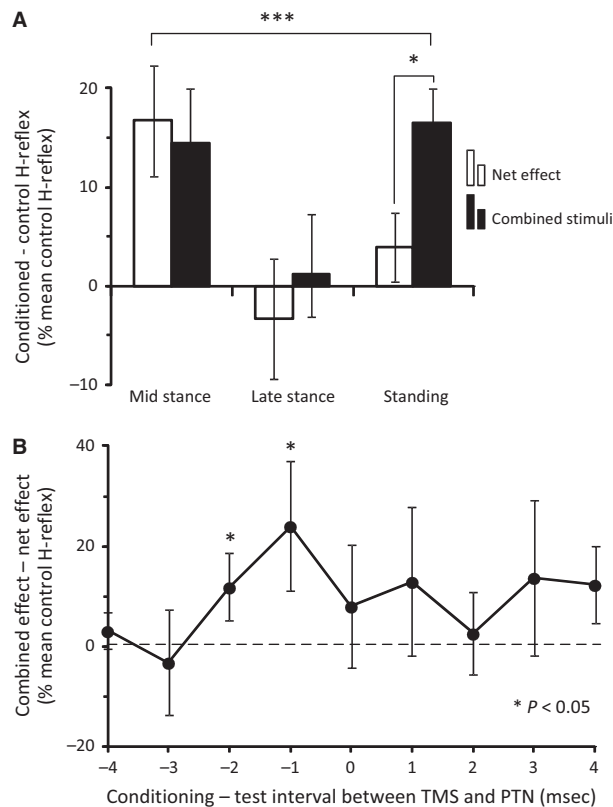 A
***
*
20
10
0
–10
Conditioned - control H-reflex
(% mean control H-reflex)
Net effect
Combined stimuli
Mid stance
Late stance
Standing
B
40
20
0
–20
Combined effect – net effect
(% mean control H-reflex)
*
*
* P < 0.05
–4 –3 –2 –1 0 1 2 3 4
Conditioning – test interval between TMS and PTN (msec)